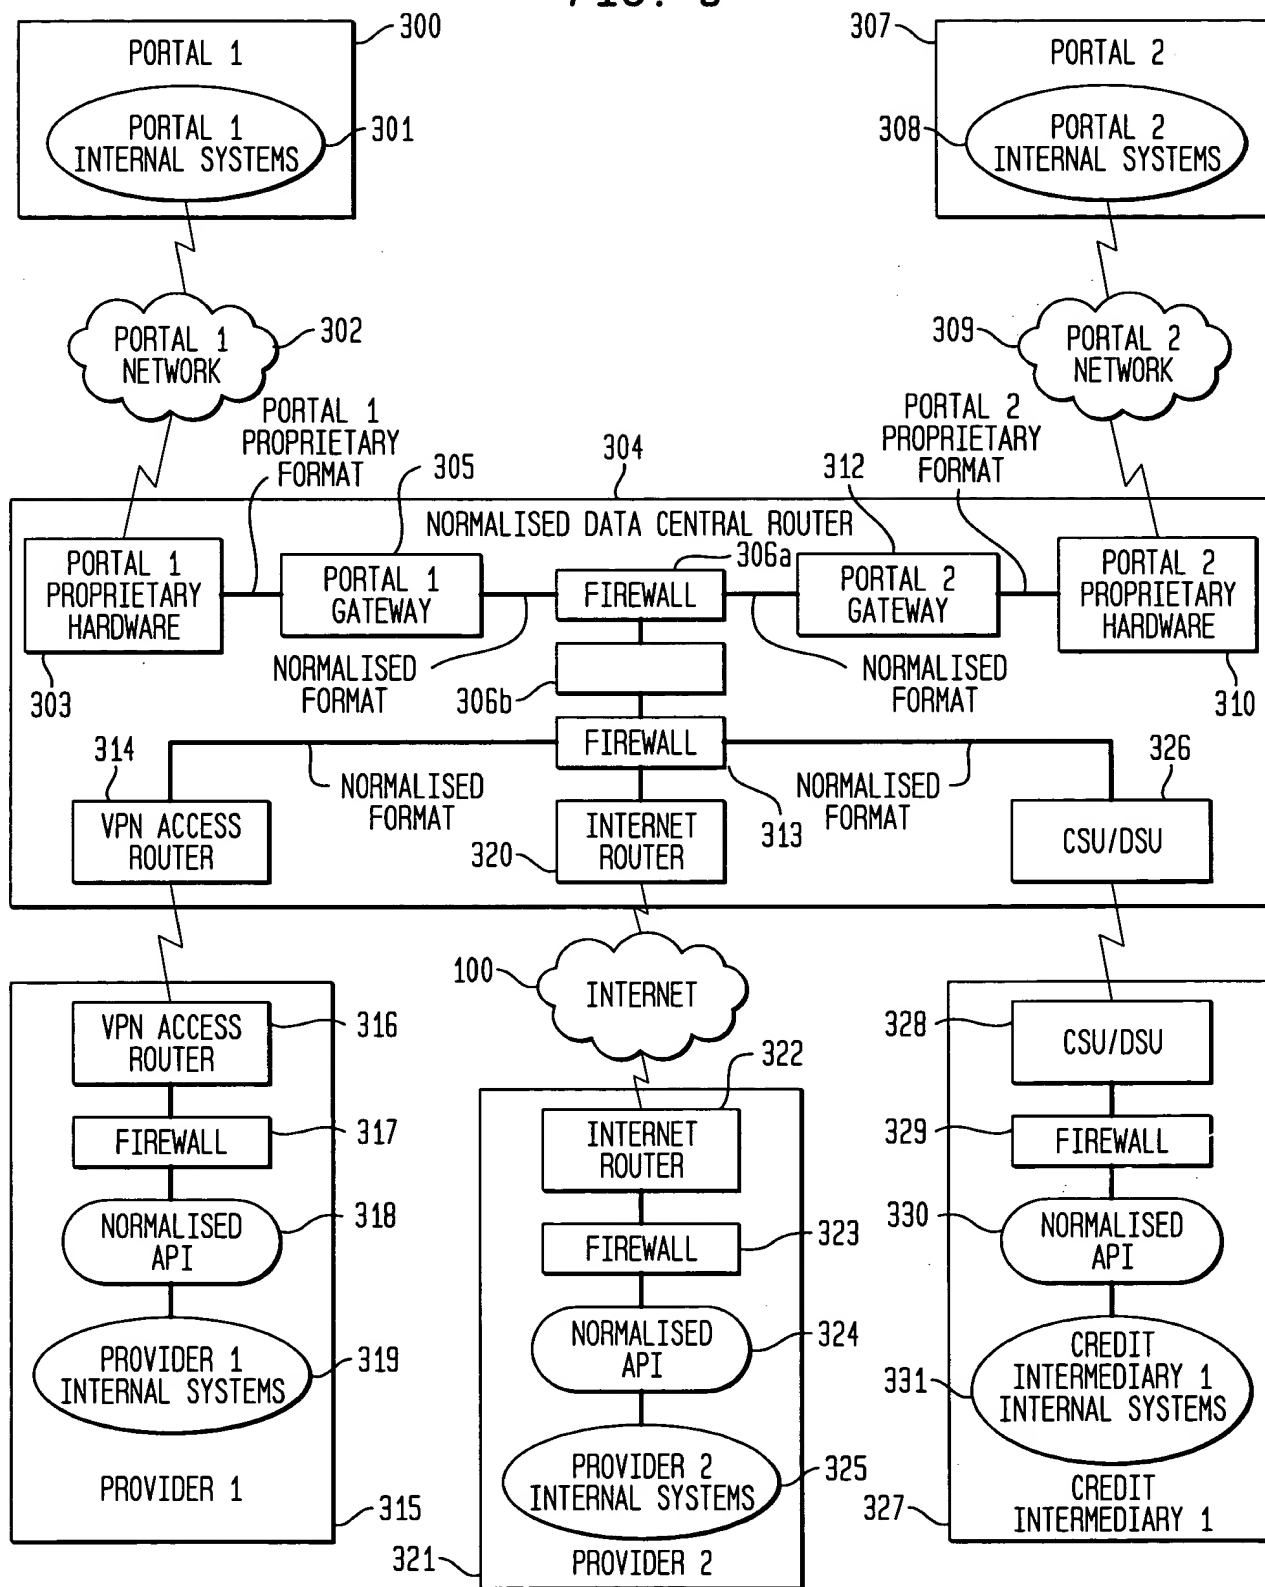 300
307
PORTAL 1
PORTAL 2
PORTAL 1
INTERNAL SYSTEMS
301
308
PORTAL 2
INTERNAL SYSTEMS
PORTAL 1
NETWORK
302
309
PORTAL 2
NETWORK
PORTAL 1
PROPRIETARY
FORMAT
PORTAL 2
PROPRIETARY
FORMAT
305
304
312
NORMALISED DATA CENTRAL ROUTER
306a
PORTAL 1
PROPRIETARY
HARDWARE
PORTAL 1
GATEWAY
FIREWALL
PORTAL 2
GATEWAY
PORTAL 2
PROPRIETARY
HARDWARE
NORMALISED
FORMAT
NORMALISED
FORMAT
303
306b
310
314
FIREWALL
326
NORMALISED
FORMAT
NORMALISED
FORMAT
313
VPN ACCESS
ROUTER
320
INTERNET
ROUTER
CSU/DSU
100
INTERNET
VPN ACCESS
ROUTER
316
328
CSU/DSU
322
FIREWALL
317
INTERNET
ROUTER
329
FIREWALL
NORMALISED
API
318
FIREWALL
323
330
NORMALISED
API
PROVIDER 1
INTERNAL SYSTEMS
319
NORMALISED
API
324
331
CREDIT
INTERMEDIARY 1
INTERNAL SYSTEMS
PROVIDER 2
INTERNAL SYSTEMS
325
PROVIDER 1
315
327
CREDIT
INTERMEDIARY 1
321
PROVIDER 2